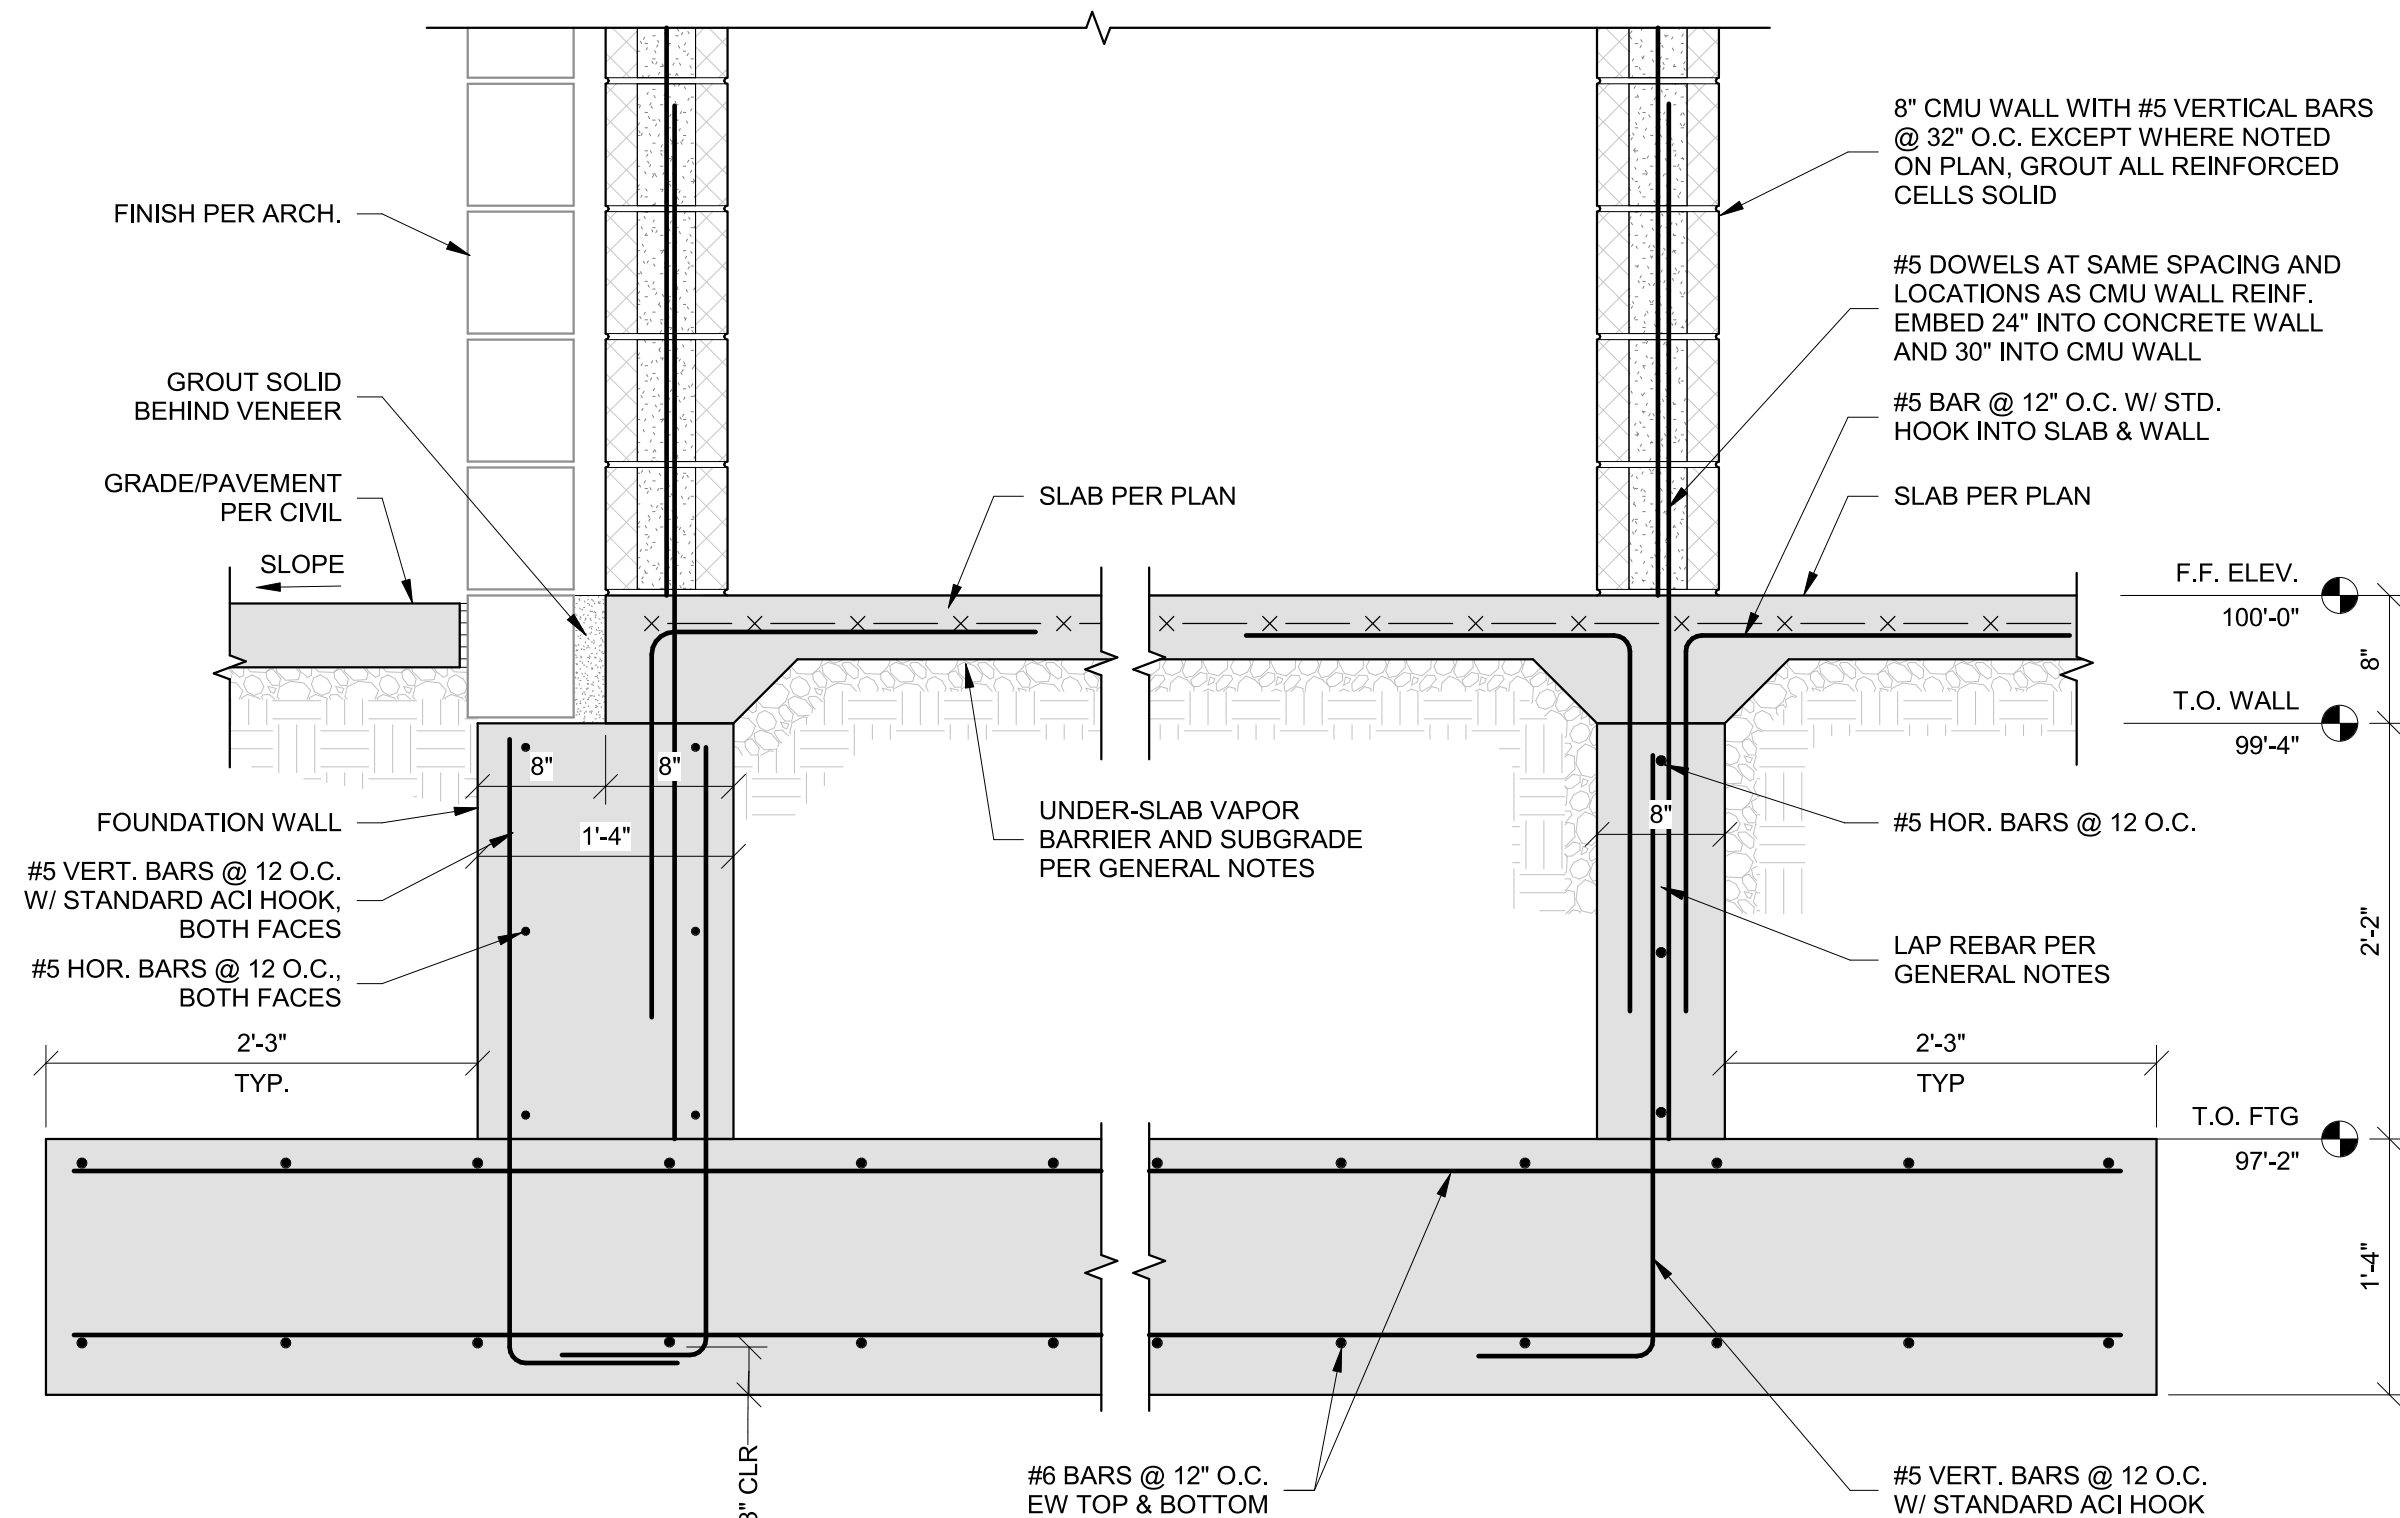 FINISH PER ARCH.
GROUT SOLID
BEHIND VENEER
GRADE/PAVEMENT
PER CIVIL
SLOPE
FOUNDATION WALL
#5 VERT. BARS @ 12 O.C.
W/ STANDARD ACI HOOK,
BOTH FACES
#5 HOR. BARS @ 12 O.C.,
BOTH FACES
2'-3"
TYP.
8"
8"
1'-4"
SLAB PER PLAN
UNDER-SLAB VAPOR
BARRIER AND SUBGRADE
PER GENERAL NOTES
3" CLR
#6 BARS @ 12" O.C.
EW TOP & BOTTOM
8"
8" CMU WALL WITH #5 VERTICAL BARS
@ 32" O.C. EXCEPT WHERE NOTED
ON PLAN, GROUT ALL REINFORCED
CELLS SOLID
#5 DOWELS AT SAME SPACING AND
LOCATIONS AS CMU WALL REINF.
EMBED 24" INTO CONCRETE WALL
AND 30" INTO CMU WALL
#5 BAR @ 12" O.C. W/ STD.
HOOK INTO SLAB & WALL
SLAB PER PLAN
F.F. ELEV.
100'-0"
8"
T.O. WALL
99'-4"
#5 HOR. BARS @ 12 O.C.
2'-2"
LAP REBAR PER
GENERAL NOTES
2'-3"
TYP
T.O. FTG
97'-2"
1'-4"
#5 VERT. BARS @ 12 O.C.
W/ STANDARD ACI HOOK